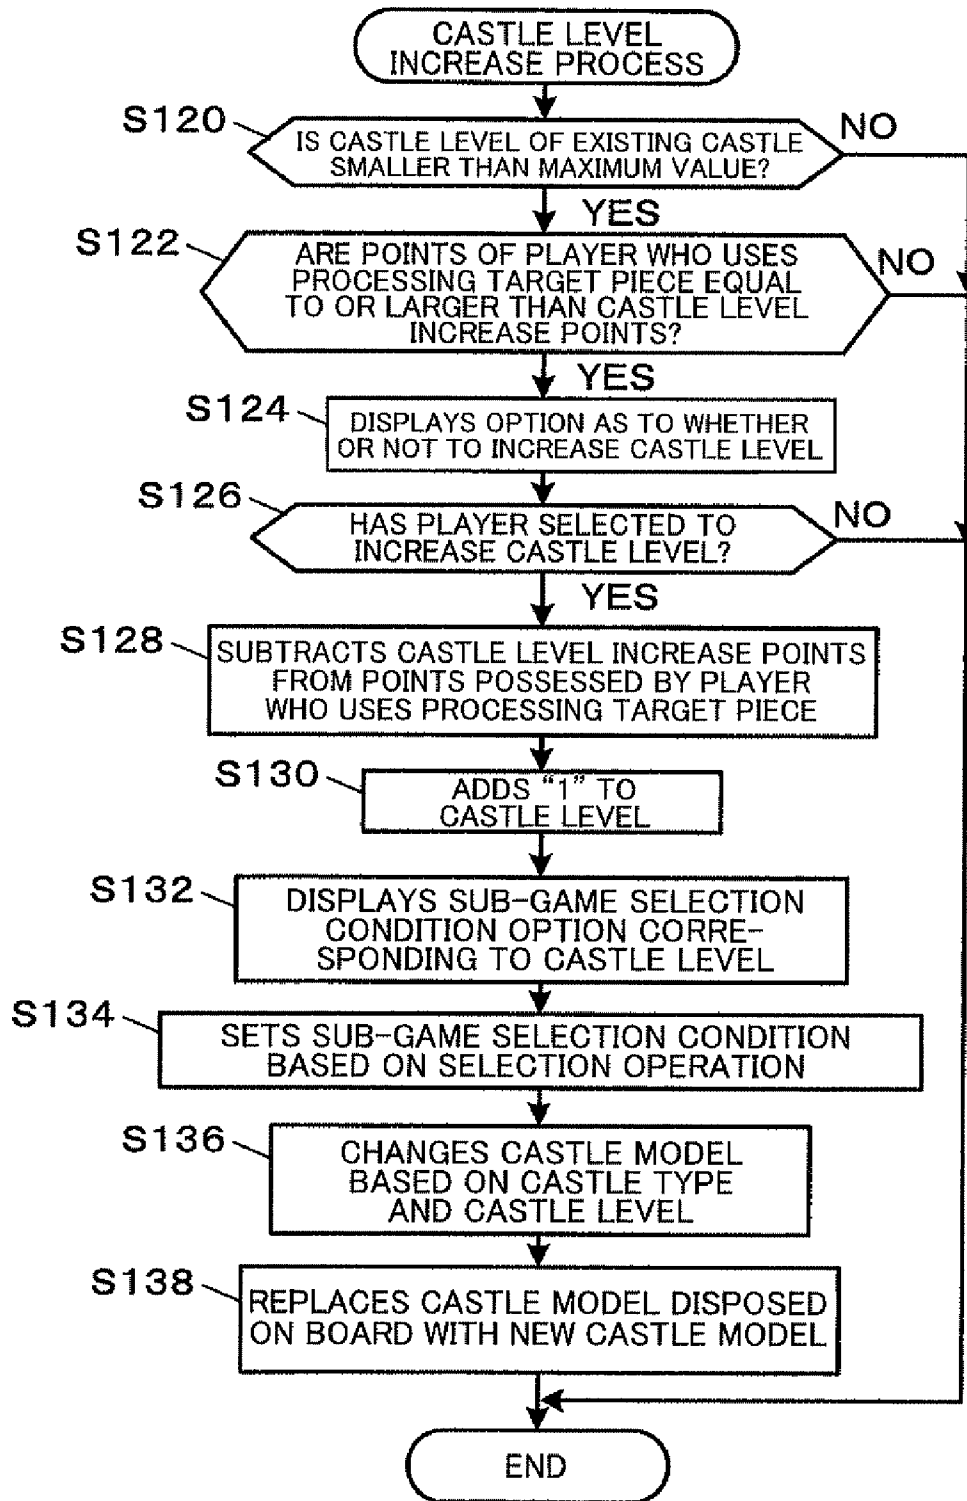 CASTLE LEVEL
INCREASE PROCESS
S120
IS CASTLE LEVEL OF EXISTING CASTLE
SMALLER THAN MAXIMUM VALUE?
NO
YES
S122
ARE POINTS OF PLAYER WHO USES
PROCESSING TARGET PIECE EQUAL
TO OR LARGER THAN CASTLE LEVEL
INCREASE POINTS?
NO
YES
S124
DISPLAYS OPTION AS TO WHETHER
OR NOT TO INCREASE CASTLE LEVEL
S126
HAS PLAYER SELECTED TO
INCREASE CASTLE LEVEL?
NO
YES
S128
SUBTRACTS CASTLE LEVEL INCREASE POINTS
FROM POINTS POSSESSED BY PLAYER
WHO USES PROCESSING TARGET PIECE
S130
ADDS “1” TO
CASTLE LEVEL
S132
DISPLAYS SUB-GAME SELECTION
CONDITION OPTION CORRE-
SPONDING TO CASTLE LEVEL
S134
SETS SUB-GAME SELECTION CONDITION
BASED ON SELECTION OPERATION
S136
CHANGES CASTLE MODEL
BASED ON CASTLE TYPE
AND CASTLE LEVEL
S138
REPLACES CASTLE MODEL DISPOSED
ON BOARD WITH NEW CASTLE MODEL
END